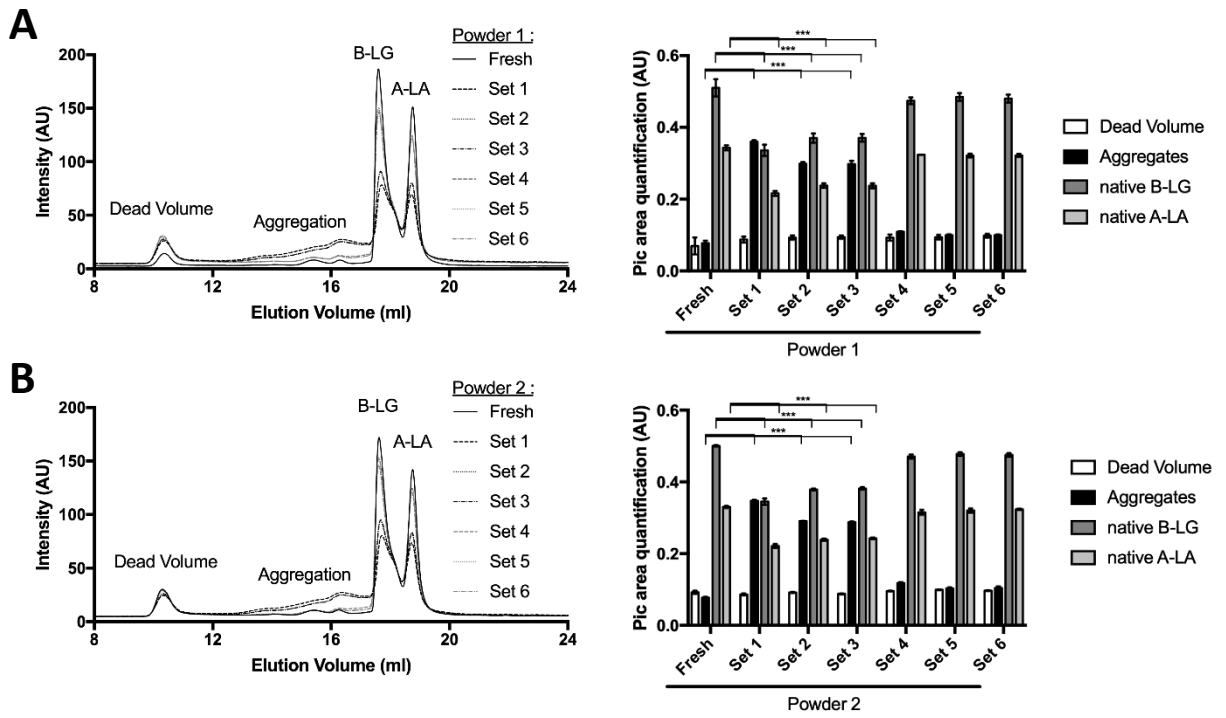 A
Intensity (AU)
200
150
100
50
0
8
12
16
20
24
Elution Volume (ml)
Dead Volume
Aggregation
B-LG
A-LA
Powder 1 :
Fresh
Set 1
Set 2
Set 3
Set 4
Set 5
Set 6
Pic area quantification (AU)
0.6
0.4
0.2
0.0
***
***
***
Fresh
Set 1
Set 2
Set 3
Set 4
Set 5
Set 6
Powder 1
Dead Volume
Aggregates
native B-LG
native A-LA
B
Intensity (AU)
200
150
100
50
0
8
12
16
20
24
Elution Volume (ml)
Dead Volume
Aggregation
B-LG
A-LA
Powder 2 :
Fresh
Set 1
Set 2
Set 3
Set 4
Set 5
Set 6
Pic area quantification (AU)
0.6
0.4
0.2
0.0
***
***
***
Fresh
Set 1
Set 2
Set 3
Set 4
Set 5
Set 6
Powder 2
Dead Volume
Aggregates
native B-LG
native A-LA